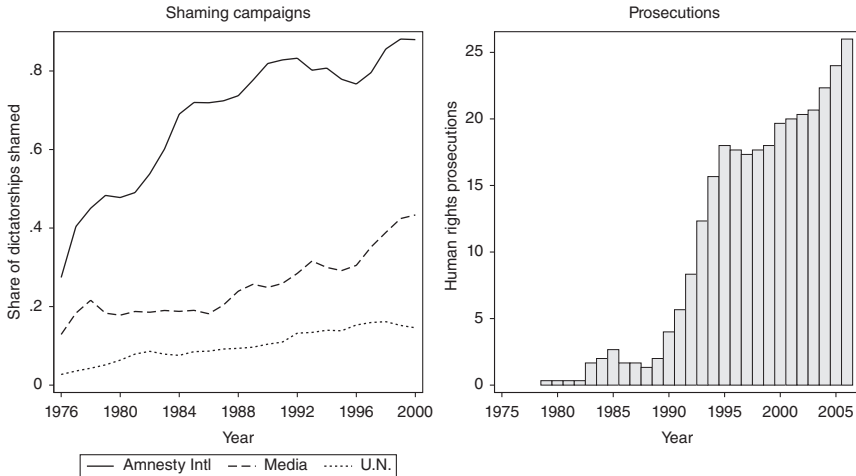 Shaming campaigns
Share of dictatorships shamed
.8
.6
.4
.2
0
1976 1980 1984 1988 1992 1996 2000
Year
Amnesty Intl Media U.N.
Prosecutions
Human rights prosecutions
25
20
15
10
5
0
1975 1980 1985 1990 1995 2000 2005
Year